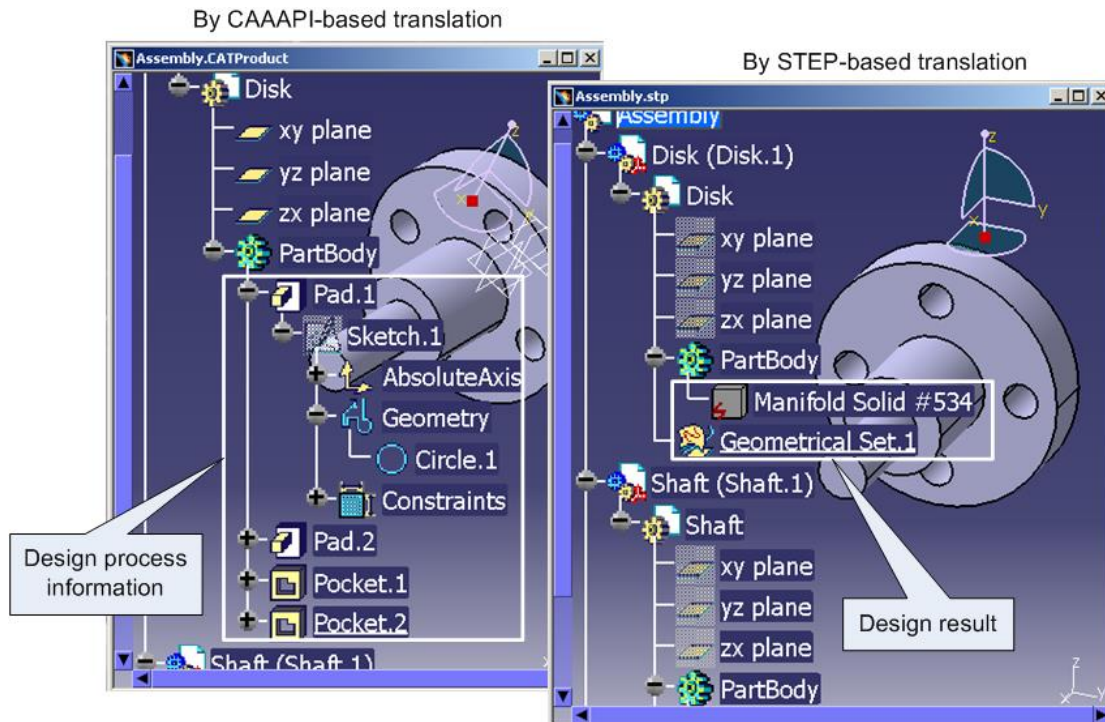 By CAAAPI-based translation
Assembly.CATProduct
Disk
xy plane
yz plane
zx plane
PartBody
Pad.1
Sketch.1
AbsoluteAxis
Geometry
Circle.1
Constraints
Pad.2
Pocket.1
Pocket.2
Shaft (Shaft.1)
Design process
information
z
x
By STEP-based translation
Assembly.stp
Assembly
Disk (Disk.1)
Disk
xy plane
yz plane
zx plane
PartBody
Manifold Solid #534
Geometrical Set.1
Shaft (Shaft.1)
Shaft
xy plane
yz plane
zx plane
PartBody
Design result
z
y
x
z
x
y